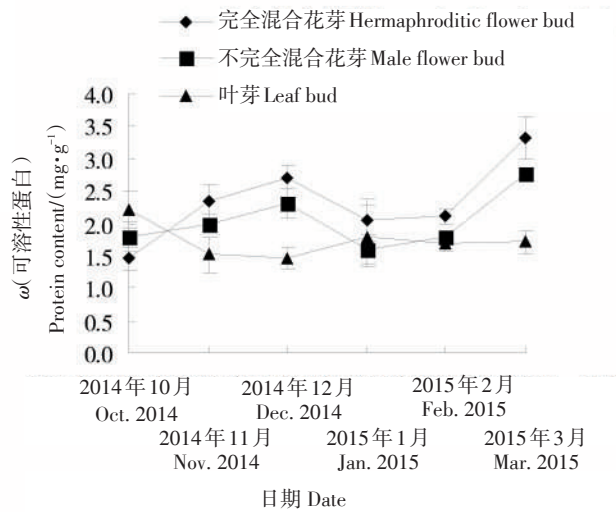 完全混合花芽 Hermaphroditic flower bud
不完全混合花芽 Male flower bud
叶芽 Leaf bud
ω(可溶性蛋白)
Protein content/(mg·g⁻¹)
4.0
3.5
3.0
2.5
2.0
1.5
1.0
0.5
0.0
2014年10月
Oct. 2014
2014年11月
Nov. 2014
2014年12月
Dec. 2014
2015年1月
Jan. 2015
2015年2月
Feb. 2015
2015年3月
Mar. 2015
日期 Date